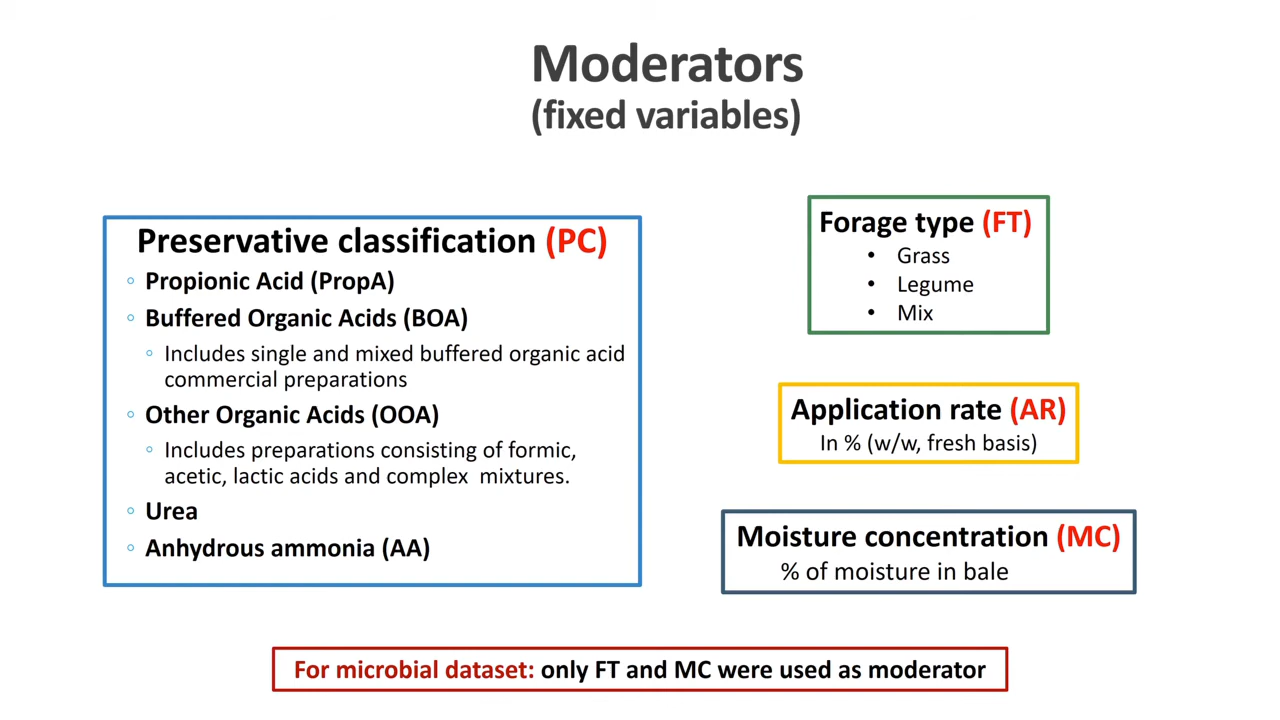 Moderators
(fixed variables)
Preservative classification (PC)
◦ Propionic Acid (PropA)
◦ Buffered Organic Acids (BOA)
◦ Includes single and mixed buffered organic acid
commercial preparations
◦ Other Organic Acids (OOA)
◦ Includes preparations consisting of formic,
acetic, lactic acids and complex mixtures.
◦ Urea
◦ Anhydrous ammonia (AA)
Forage type (FT)
• Grass
• Legume
• Mix
Application rate (AR)
In % (w/w, fresh basis)
Moisture concentration (MC)
% of moisture in bale
For microbial dataset: only FT and MC were used as moderator